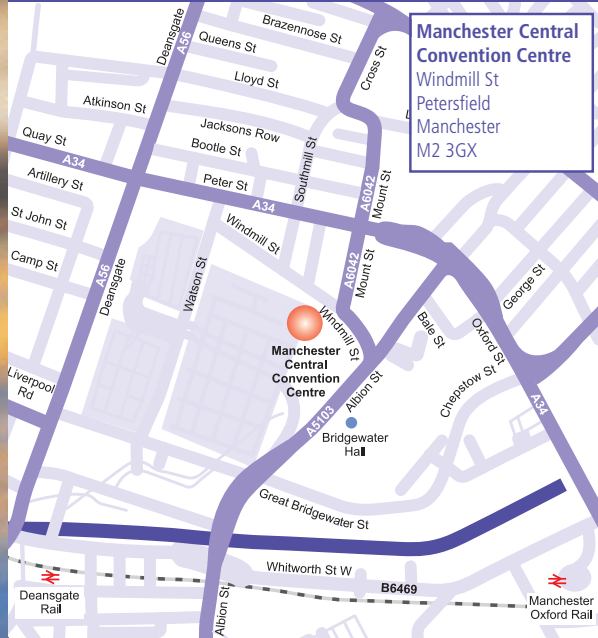 Manchester Central
Convention Centre
Windmill St
Petersfield
Manchester
M2 3GX
Deansgate
A56
Brazennose St
Queens St
Cross St
Lloyd St
Atkinson St
Jacksons Row
Bootle St
Southmill St
Quay St
A34
Artillery St
Peter St
A34
A6042
Mount St
St John St
Windmill St
Camp St
A56
Deansgate
Watson St
A6042
Mount St
George St
Windmill St
Bale St
Oxford St
Manchester
Central
Convention
Centre
Liverpool
Rd
Albion St
Chepstow St
A34
A5103
Bridgewater
Hall
Great Bridgewater St
Whitworth St W
B6469
Deansgate
Rail
Albion St
Manchester
Oxford Rail